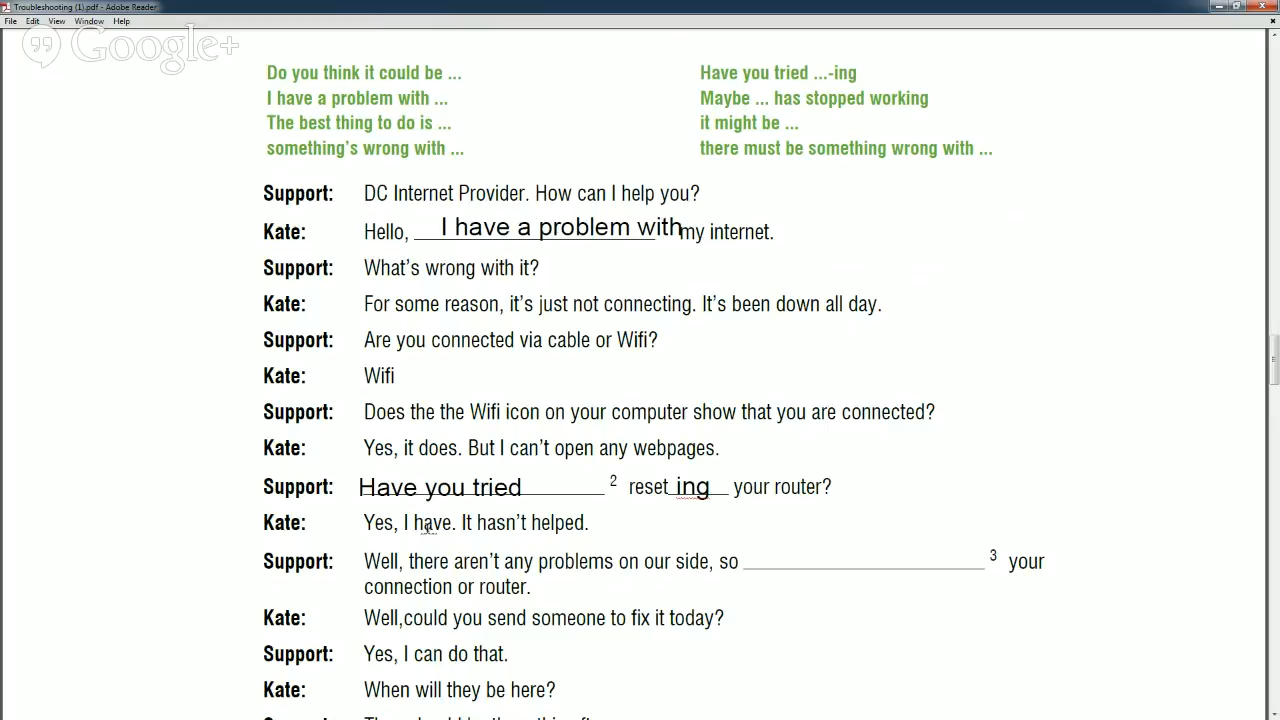 Troubleshooting (1).pdf - Adobe Reader
File Edit View Window Help
Google+
Do you think it could be ...
I have a problem with ...
The best thing to do is ...
something's wrong with ...
Have you tried ...-ing
Maybe ... has stopped working
it might be ...
there must be something wrong with ...
Support: DC Internet Provider. How can I help you?
Kate: Hello, I have a problem with my internet.
Support: What's wrong with it?
Kate: For some reason, it's just not connecting. It's been down all day.
Support: Are you connected via cable or Wifi?
Kate: Wifi
Support: Does the the Wifi icon on your computer show that you are connected?
Kate: Yes, it does. But I can't open any webpages.
Support: Have you tried 2 reset ing your router?
Kate: Yes, I have. It hasn't helped.
Support: Well, there aren't any problems on our side, so 3 your
connection or router.
Kate: Well,could you send someone to fix it today?
Support: Yes, I can do that.
Kate: When will they be here?